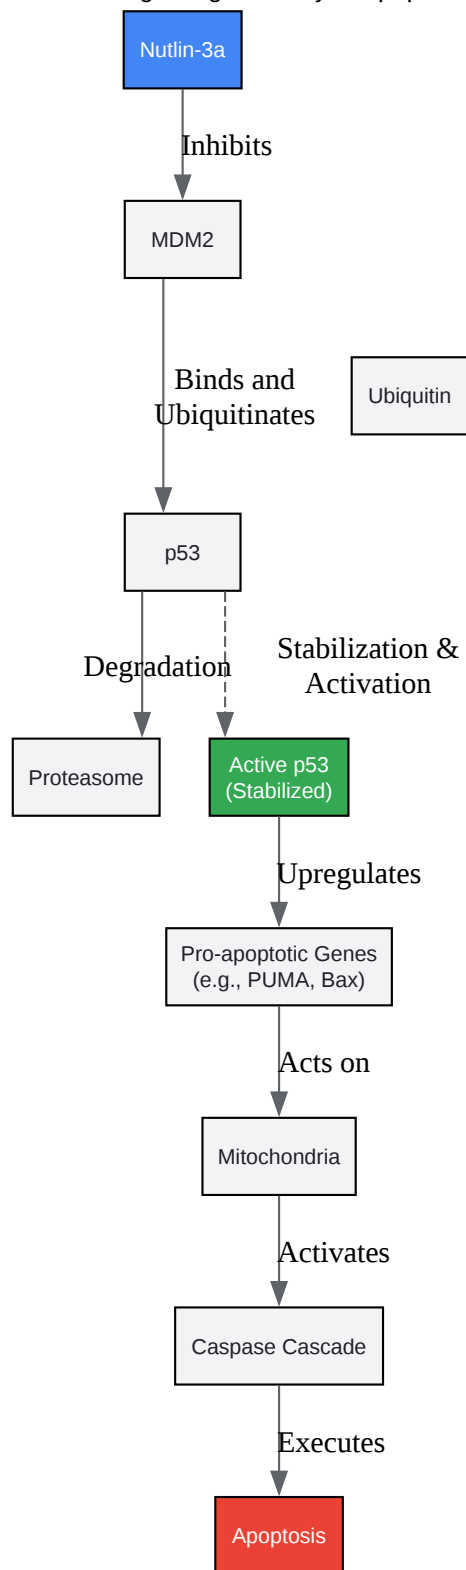 Nutlin-3a
Inhibits
MDM2
Binds and
Ubiquitinates
Ubiquitin
p53
Degradation
Stabilization &
Activation
Proteasome
Active p53
(Stabilized)
Upregulates
Pro-apoptotic Genes
(e.g., PUMA, Bax)
Acts on
Mitochondria
Activates
Caspase Cascade
Executes
Apoptosis